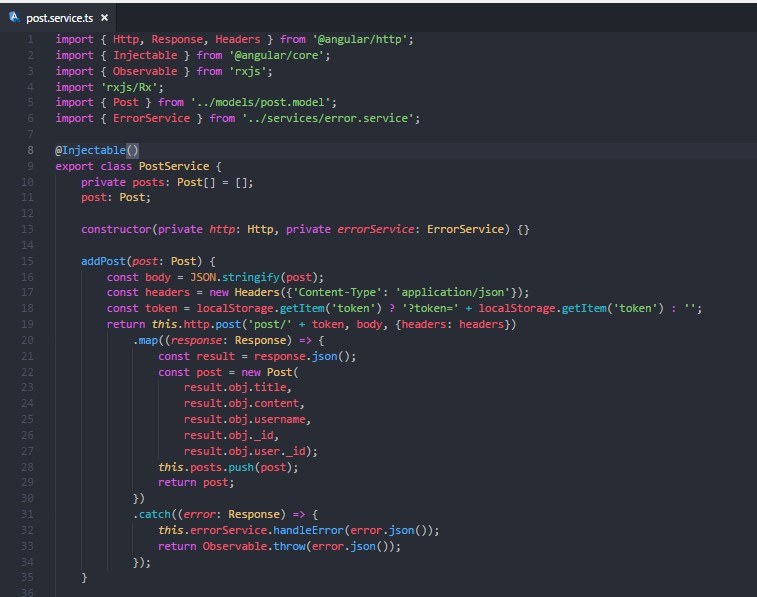 post.service.ts ×
1 import { Http, Response, Headers } from '@angular/http';
2 import { Injectable } from '@angular/core';
3 import { Observable } from 'rxjs';
4 import 'rxjs/Rx';
5 import { Post } from '../models/post.model';
6 import { ErrorService } from '../services/error.service';
7
8 @Injectable()
9 export class PostService {
10     private posts: Post[] = [];
11     post: Post;
12
13     constructor(private http: Http, private errorService: ErrorService) {}
14
15     addPost(post: Post) {
16         const body = JSON.stringify(post);
17         const headers = new Headers({'Content-Type': 'application/json'});
18         const token = localStorage.getItem('token') ? '?token=' + localStorage.getItem('token') : '';
19         return this.http.post('post/' + token, body, {headers: headers})
20             .map((response: Response) => {
21                 const result = response.json();
22                 const post = new Post(
23                     result.obj.title,
24                     result.obj.content,
25                     result.obj.username,
26                     result.obj._id,
27                     result.obj.user._id);
28                 this.posts.push(post);
29                 return post;
30             })
31             .catch((error: Response) => {
32                 this.errorService.handleError(error.json());
33                 return Observable.throw(error.json());
34             });
35     }
36